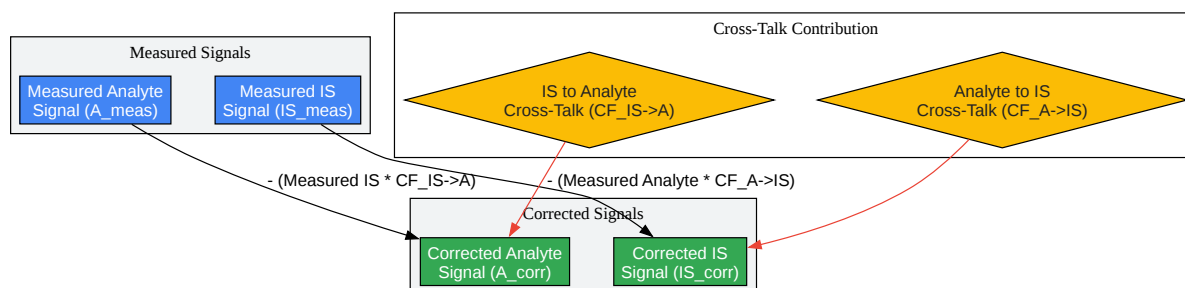 Cross-Talk Contribution
Measured Signals
Measured Analyte
Signal (A_meas)
Measured IS
Signal (IS_meas)
IS to Analyte
Cross-Talk (CF_IS->A)
Analyte to IS
Cross-Talk (CF_A->IS)
- (Measured IS * CF_IS->A)
- (Measured Analyte * CF_A->IS)
Corrected Signals
Corrected Analyte
Signal (A_corr)
Corrected IS
Signal (IS_corr)